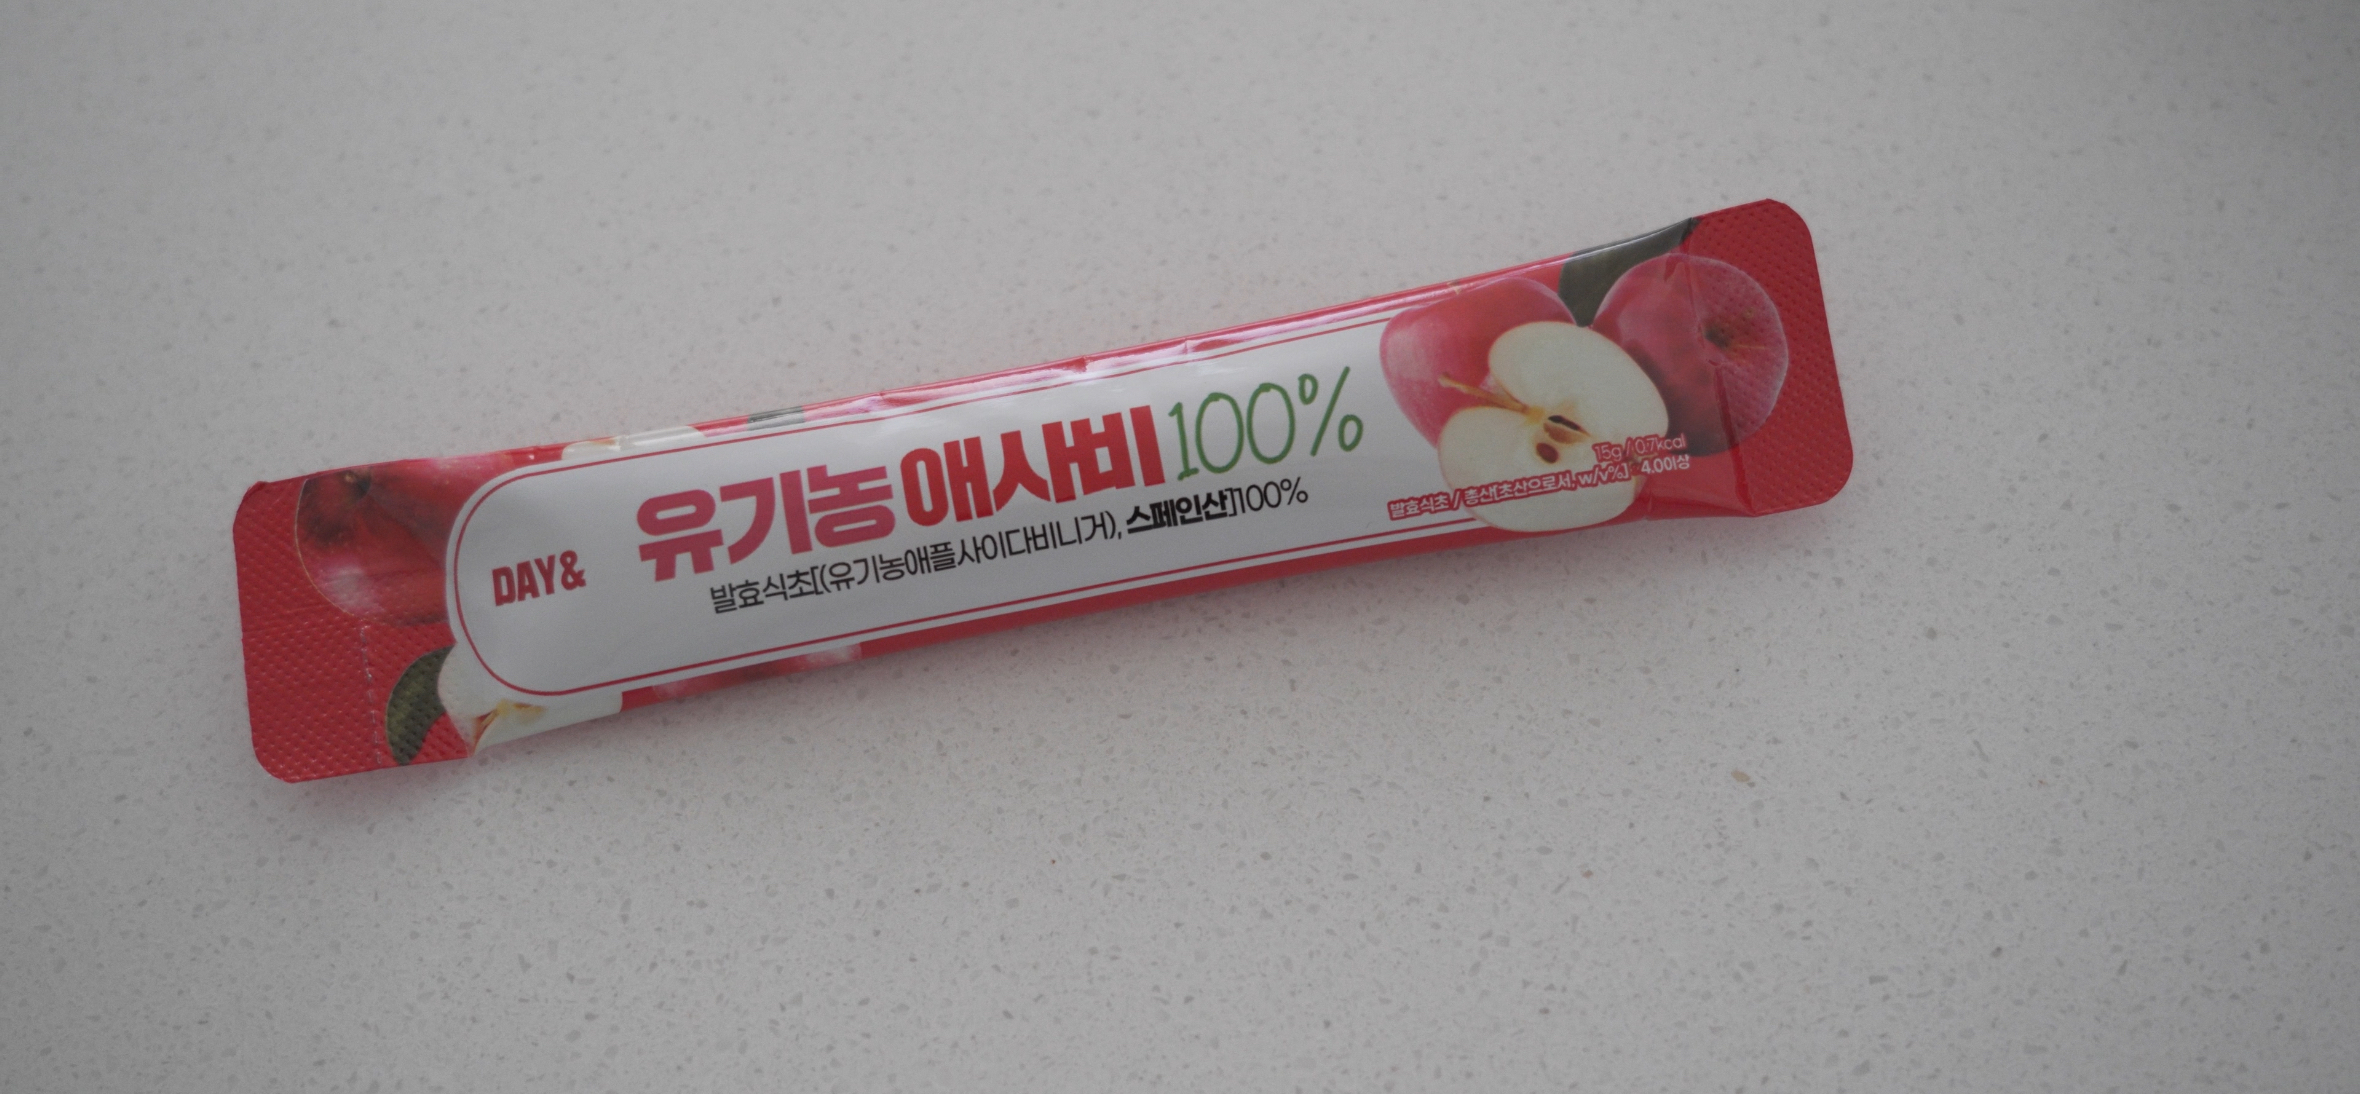 DAY&
유기농 애사비 100%
발효식초[(유기농애플사이다비니거), 스페인산]100%
15g / 0.7kcal
발효식초 / 총산[초산으로서, w/v%] 4.0이상